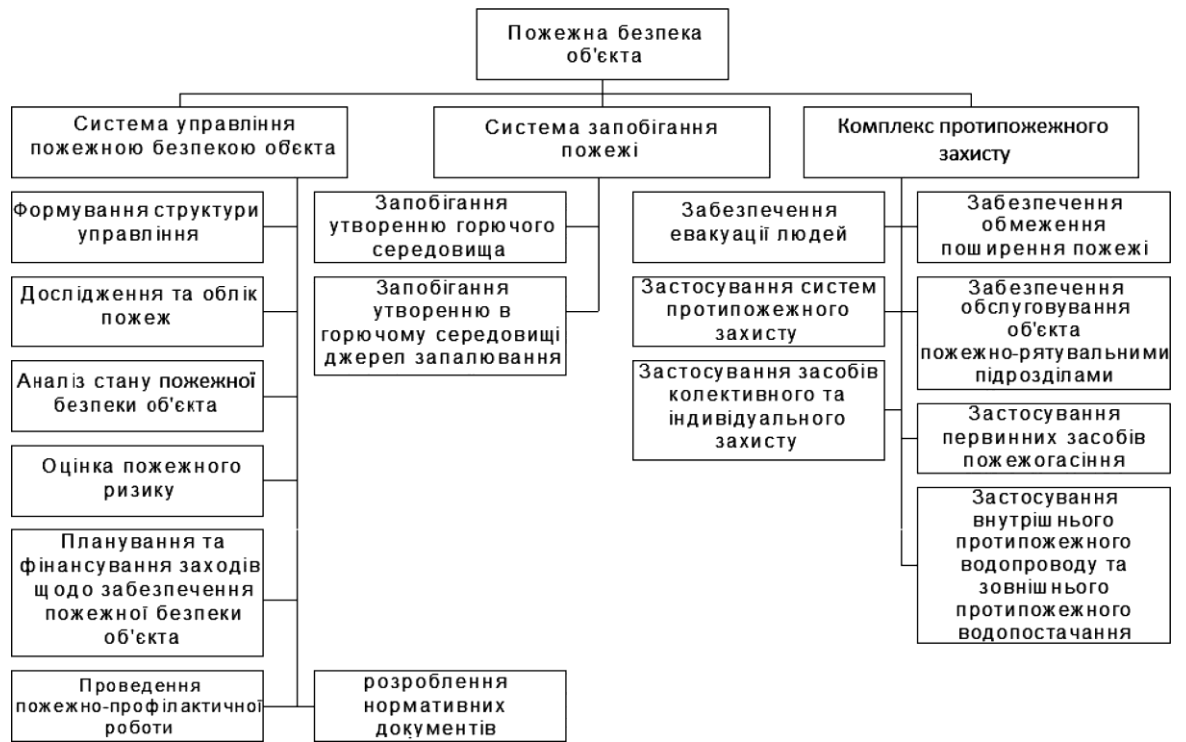 Пожежна безпека
об'єкта
Система управління
пожежною безпекою об'єкта
Система запобігання
пожежі
Комплекс протипожежного
захисту
Формування структури
управління
Дослідження та облік
пожеж
Аналіз стану пожежної
безпеки об'єкта
Оцінка пожежного
ризику
Планування та
фінансування заходів
щодо забезпечення
пожежної безпеки
об'єкта
Проведення
пожежно-профілактичної
роботи
розроблення
нормативних
документів
Запобігання
утворенню горючого
середовища
Запобігання
утворенню в
горючому середовищі
джерел запалювання
Забезпечення
евакуації людей
Застосування систем
протипожежного
захисту
Застосування засобів
колективного та
індивідуального
захисту
Забезпечення
обмеження
поширення пожежі
Забезпечення
обслуговування
об'єкта
пожежно-рятувальними
підрозділами
Застосування
первинних засобів
пожежогасіння
Застосування
внутрішнього
протипожежного
водопроводу та
зовнішнього
протипожежного
водопостачання